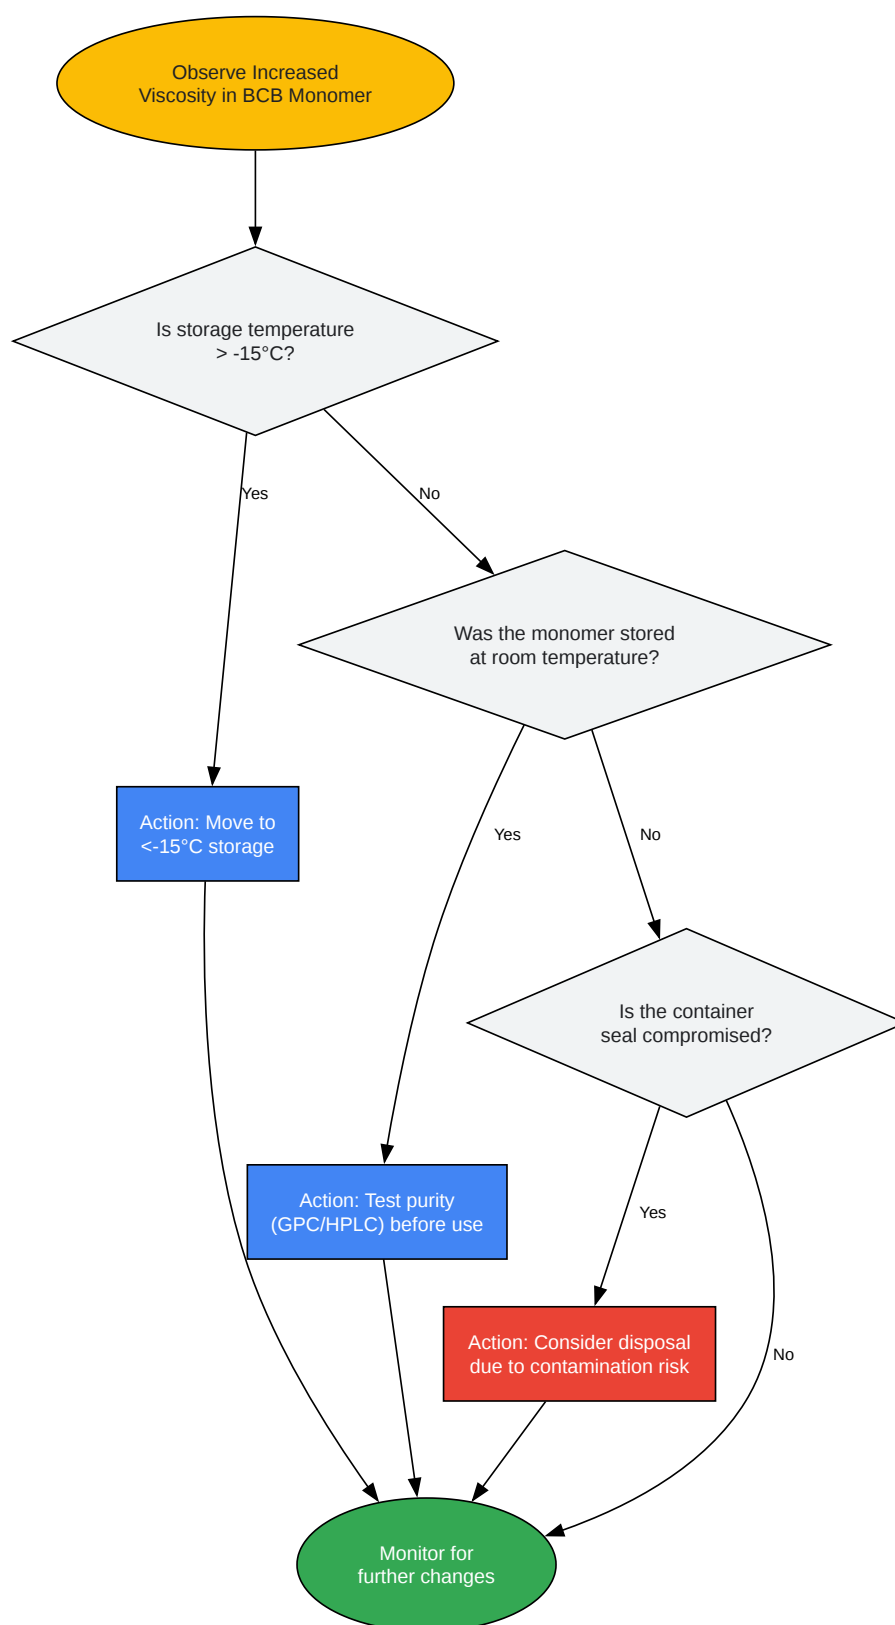 Observe Increased
Viscosity in BCB Monomer
Is storage temperature
> -15°C?
Yes
No
Was the monomer stored
at room temperature?
Action: Move to
<-15°C storage
Yes
No
Is the container
seal compromised?
Action: Test purity
(GPC/HPLC) before use
Yes
Action: Consider disposal
due to contamination risk
No
Monitor for
further changes